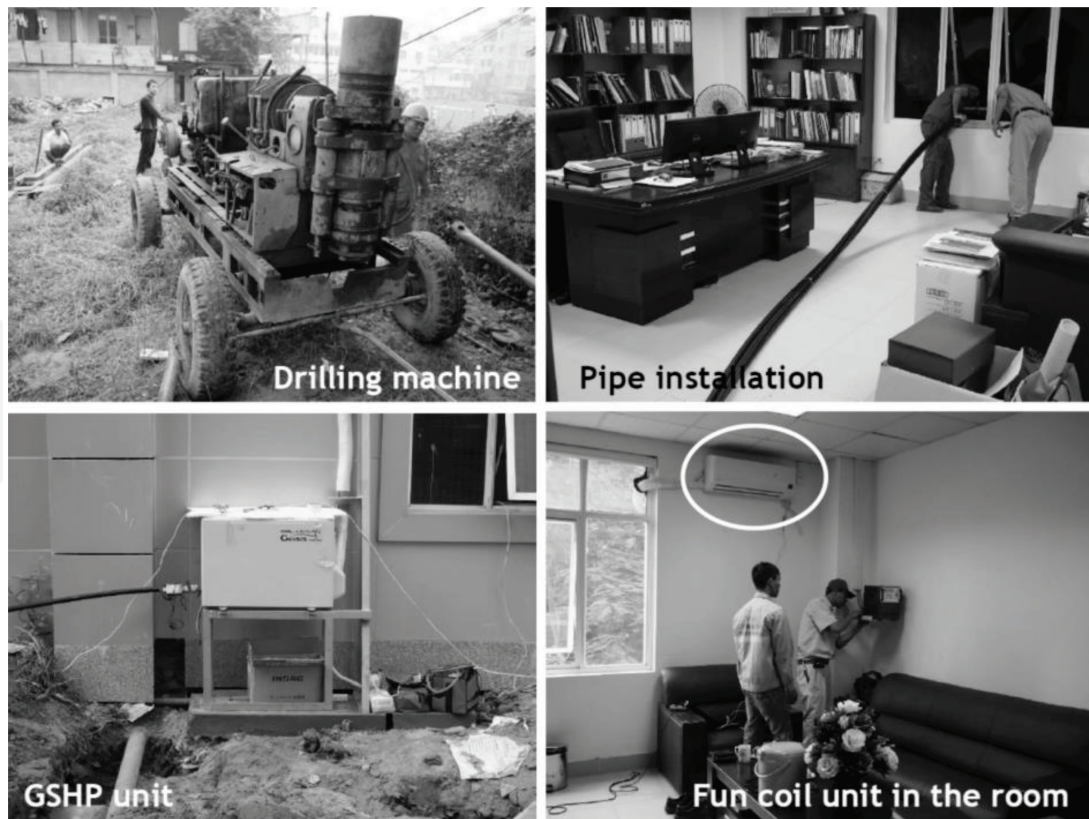 Drilling machine
Pipe installation
GSHP unit
Fun coil unit in the room